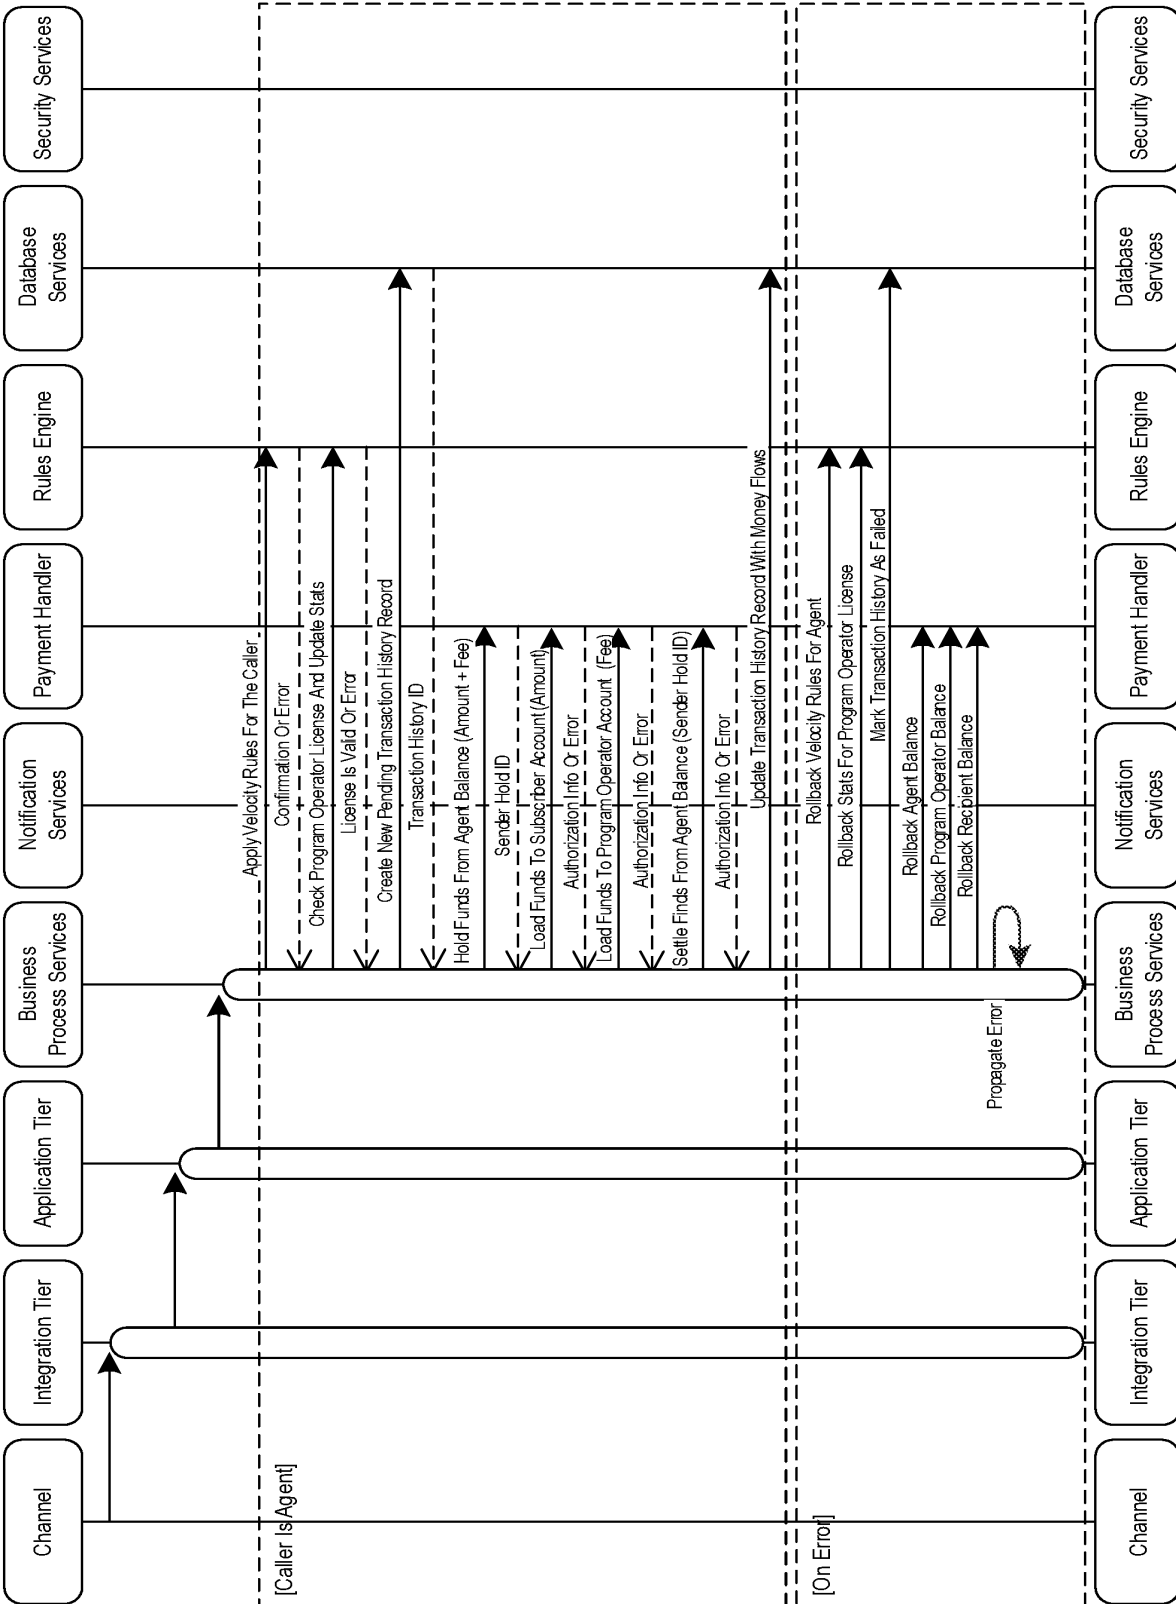 Channel
Integration Tier
Application Tier
Business
Process Services
Notification
Services
Payment Handler
Rules Engine
Database
Services
Security Services
[Caller Is Agent]
Apply Velocity Rules For The Caller
Confirmation Or Error
Check Program Operator License And Update Stats
License Is Valid Or Error
Create New Pending Transaction History Record
Transaction History ID
Hold Funds From Agent Balance (Amount + Fee)
Sender Hold ID
Load Funds To Subscriber Account (Amount)
Authorization Info Or Error
Load Funds To Program Operator Account (Fee)
Authorization Info Or Error
Settle Finds From Agent Balance (Sender Hold ID)
Authorization Info Or Error
Update Transaction History Record With Money Flows
[On Error]
Rollback Velocity Rules For Agent
Rollback Stats For Program Operator License
Mark Transaction History As Failed
Rollback Agent Balance
Rollback Program Operator Balance
Rollback Recipient Balance
Propagate Error
Channel
Integration Tier
Application Tier
Business
Process Services
Notification
Services
Payment Handler
Rules Engine
Database
Services
Security Services